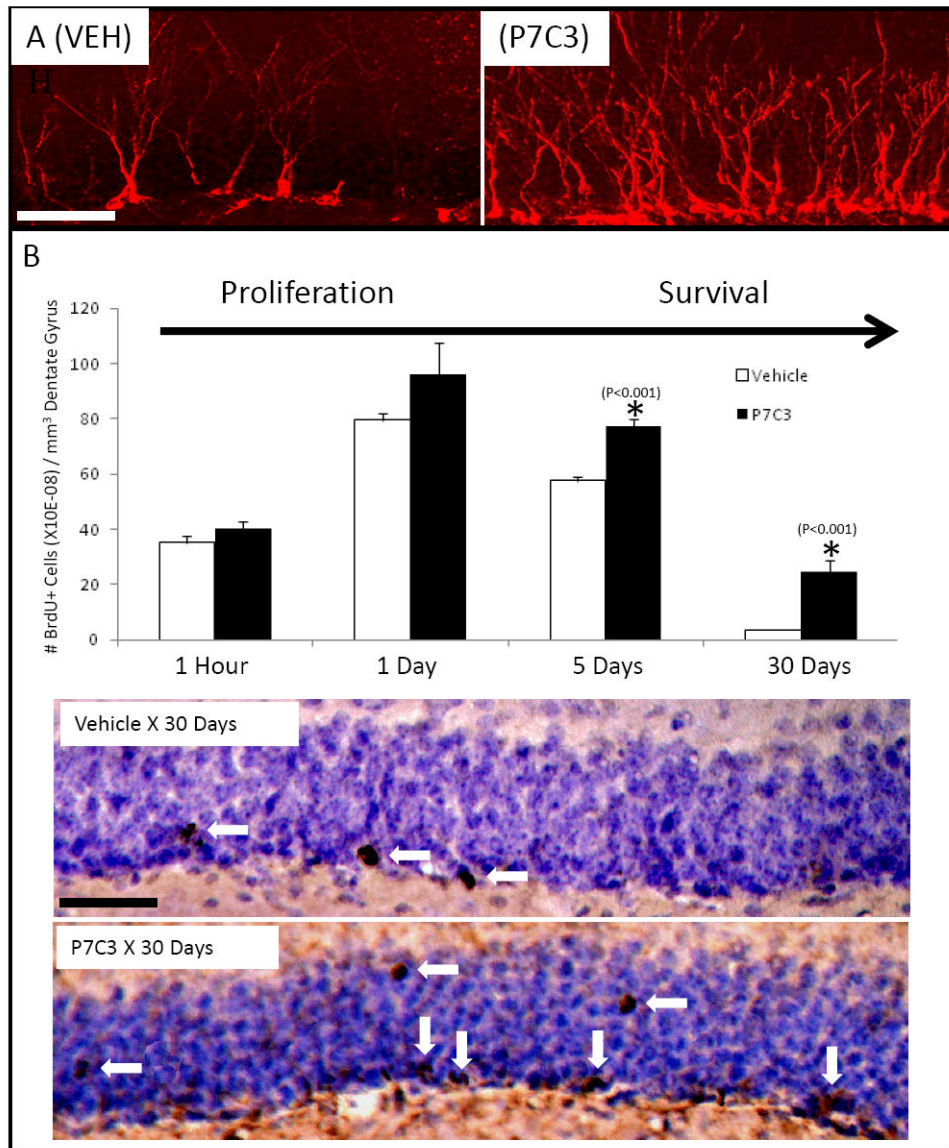 A (VEH)
(P7C3)
H
B
Proliferation
Survival
# BrdU+ Cells (X10E-08) / mm³ Dentate Gyrus
120
100
80
60
40
20
0
Vehicle
P7C3
(P<0.001)
*
(P<0.001)
*
1 Hour
1 Day
5 Days
30 Days
Vehicle X 30 Days
P7C3 X 30 Days